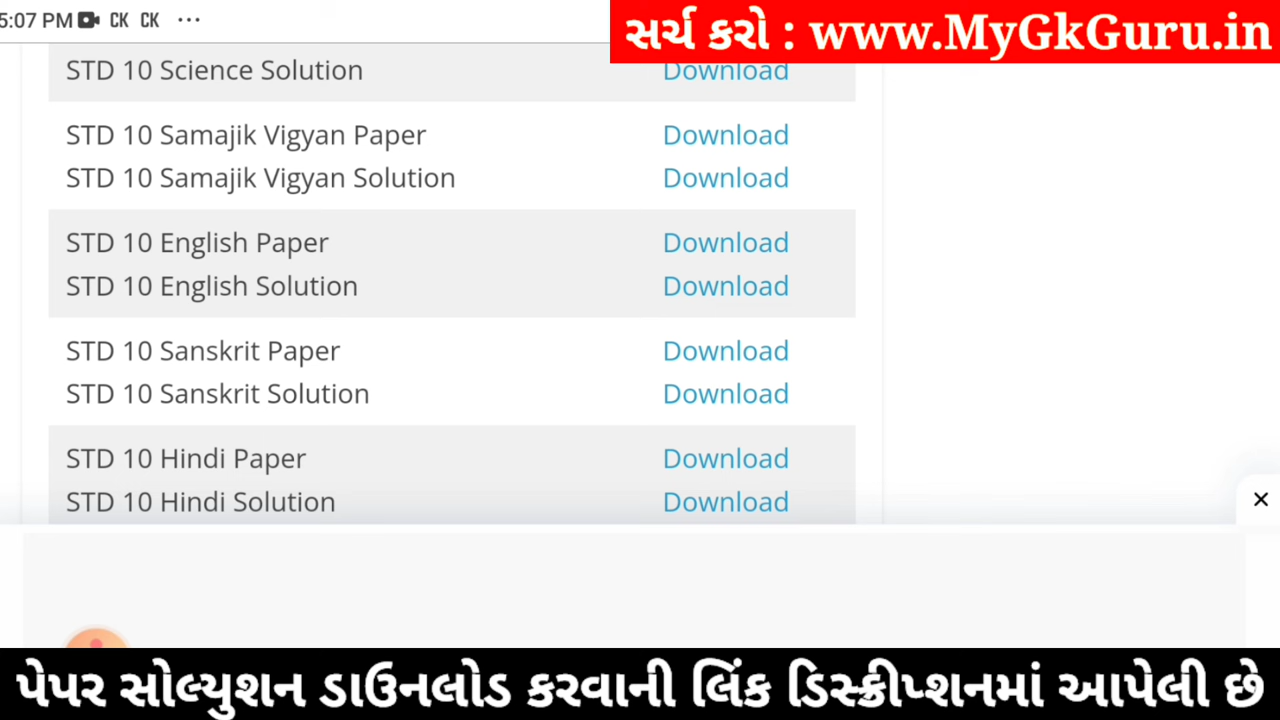 5:07 PM CK CK ...
સર્ચ કરો : www.MyGkGuru.in
STD 10 Science Solution Download
STD 10 Samajik Vigyan Paper Download
STD 10 Samajik Vigyan Solution Download
STD 10 English Paper Download
STD 10 English Solution Download
STD 10 Sanskrit Paper Download
STD 10 Sanskrit Solution Download
STD 10 Hindi Paper Download
STD 10 Hindi Solution Download
પેપર સોલ્યુશન ડાઉનલોડ કરવાની લિંક ડિસ્ક્રીપ્શનમાં આપેલી છે